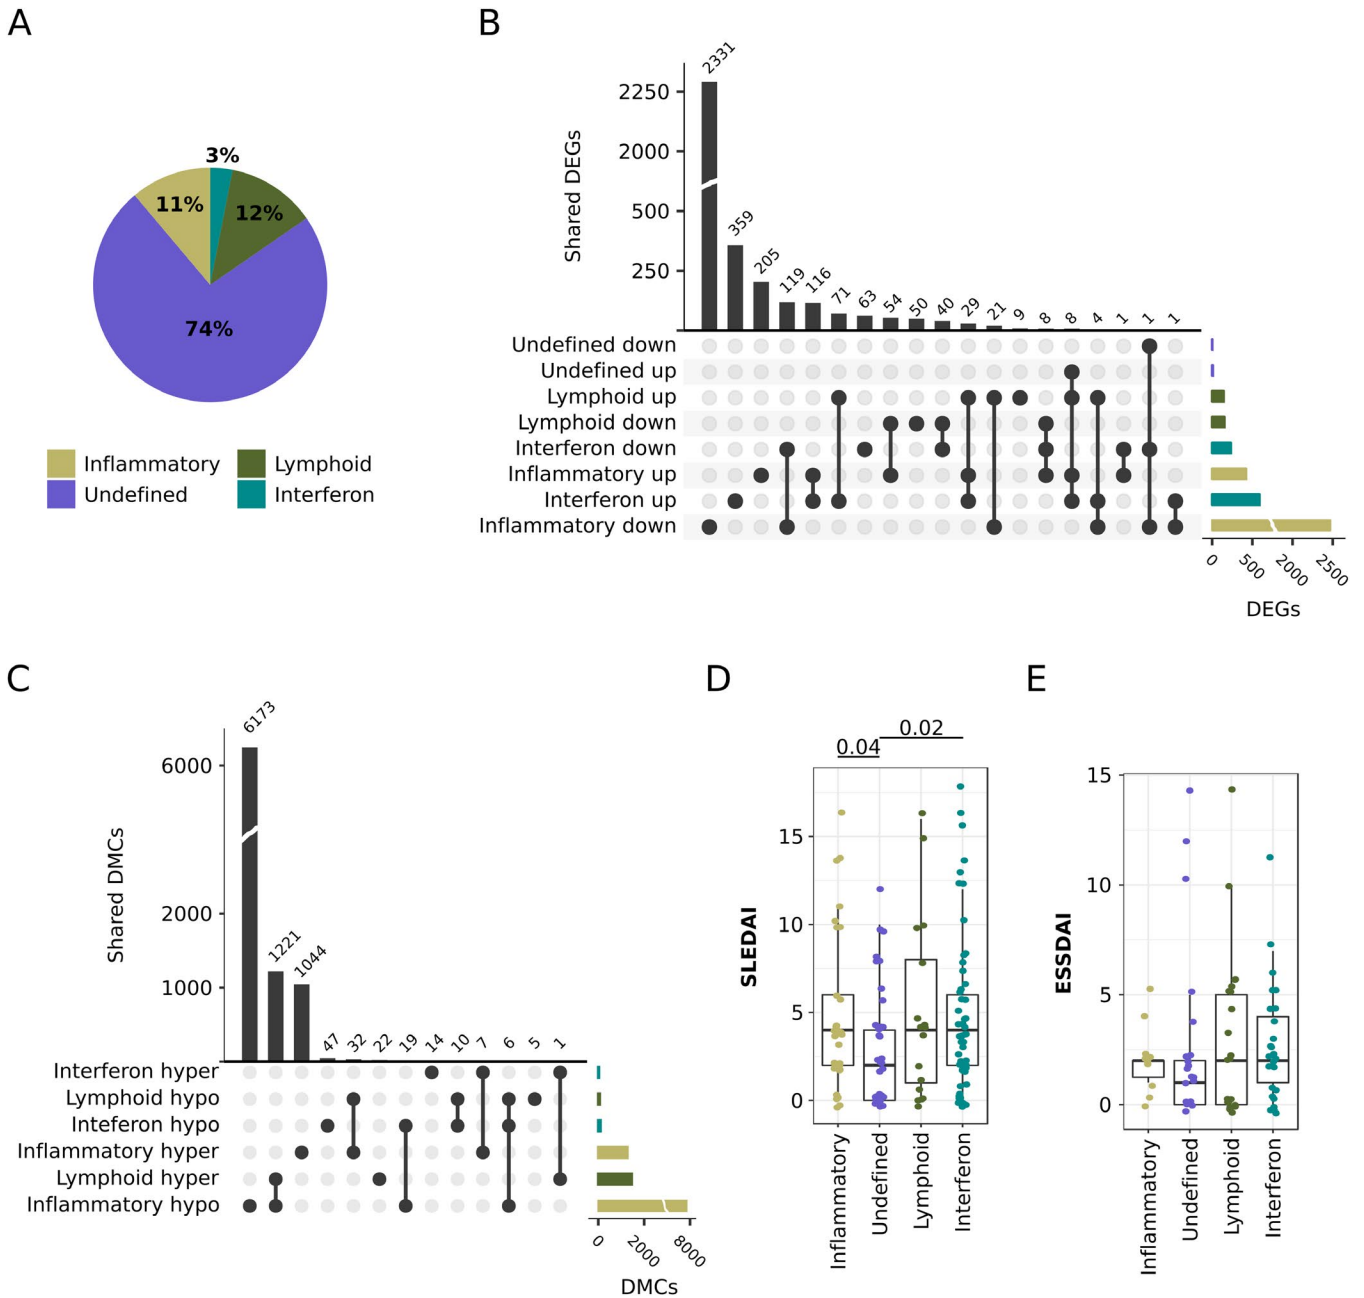 A
3%
11%
12%
74%
Inflammatory
Lymphoid
Undefined
Interferon
B
Shared DEGs
2250
2000
500
250
2331
359
205
119
116
71
63
54
50
40
29
21
9
8
8
4
1
1
1
Undefined down
Undefined up
Lymphoid up
Lymphoid down
Interferon down
Inflammatory up
Interferon up
Inflammatory down
0
500
2000
2500
DEGs
C
Shared DMCs
6000
2000
1000
6173
1221
1044
47
32
22
19
14
10
7
6
5
1
Interferon hyper
Lymphoid hypo
Inteferon hypo
Inflammatory hyper
Lymphoid hyper
Inflammatory hypo
0
2000
8000
DMCs
D
0.02
0.04
SLEDAI
15
10
5
0
Inflammatory
Undefined
Lymphoid
Interferon
E
ESSDAI
15
10
5
0
Inflammatory
Undefined
Lymphoid
Interferon